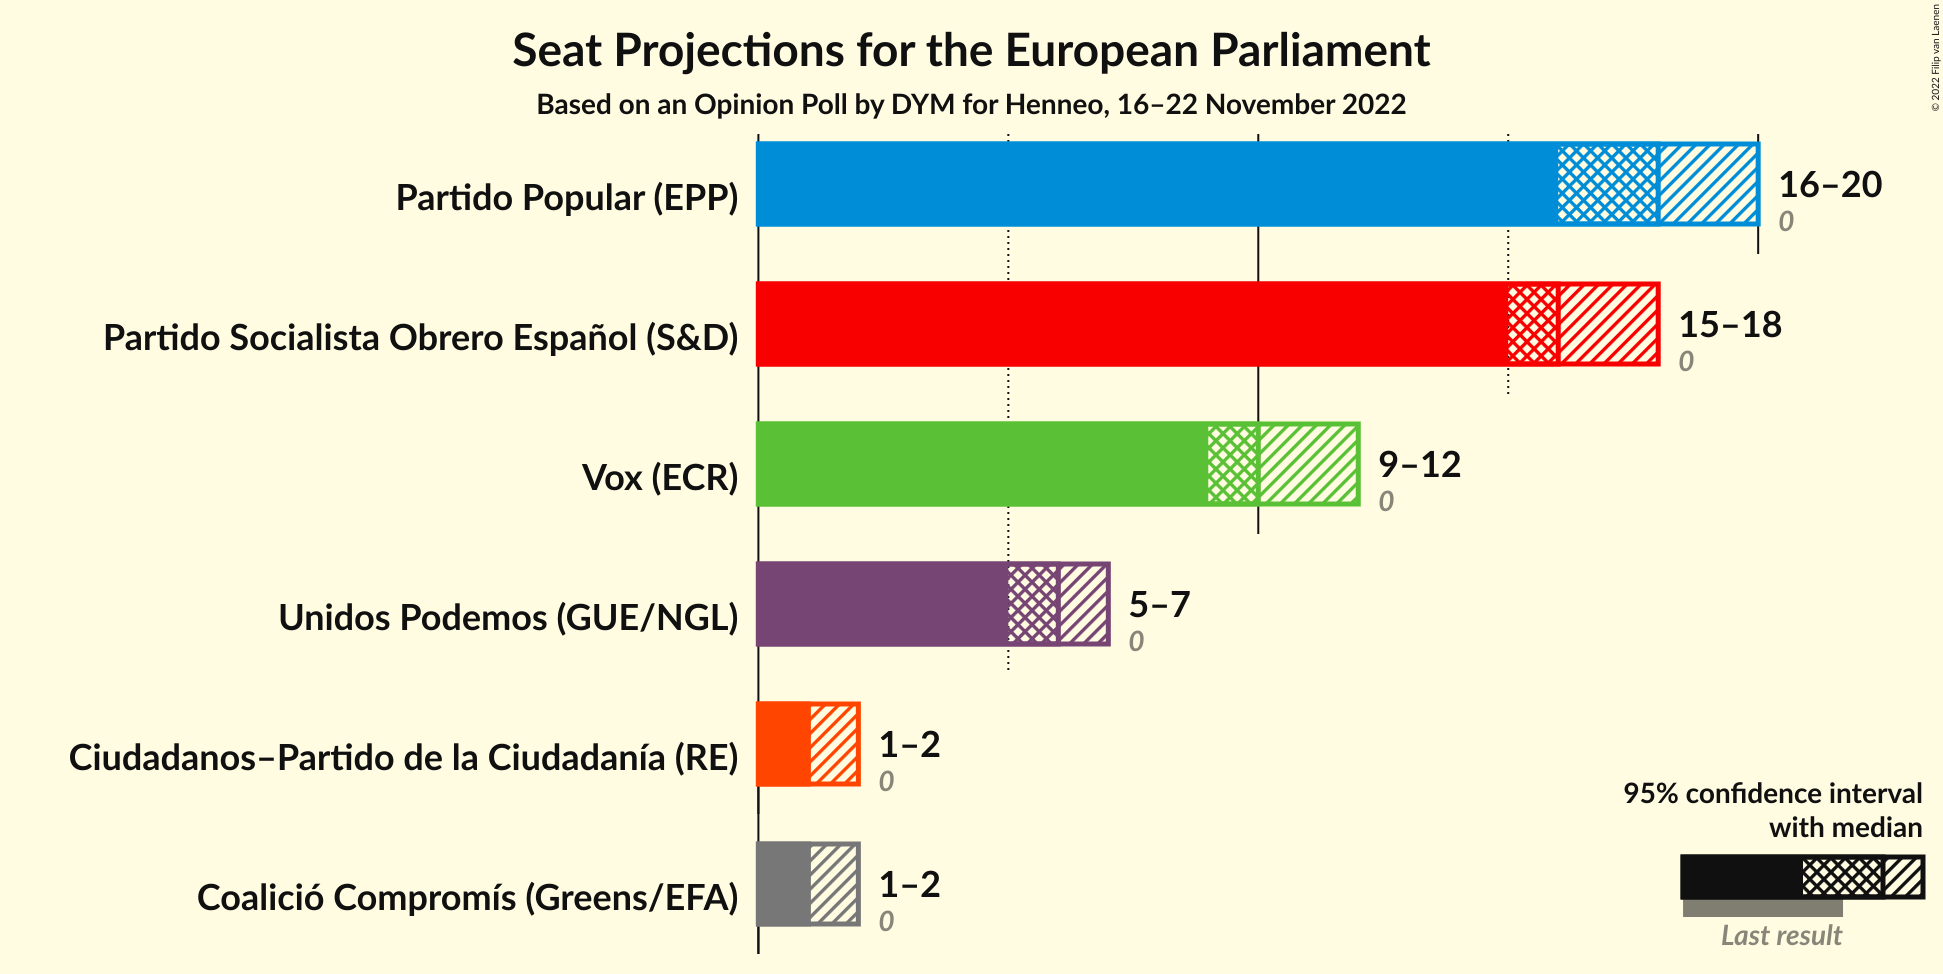 Seat Projections for the European Parliament
Based on an Opinion Poll by DYM for Henneo, 16–22 November 2022
© 2022 Filip van Laenen
Partido Popular (EPP)
16–20
0
Partido Socialista Obrero Español (S&D)
15–18
0
Vox (ECR)
9–12
0
Unidos Podemos (GUE/NGL)
5–7
0
Ciudadanos–Partido de la Ciudadanía (RE)
1–2
0
Coalició Compromís (Greens/EFA)
1–2
0
95% confidence interval
with median
Last result